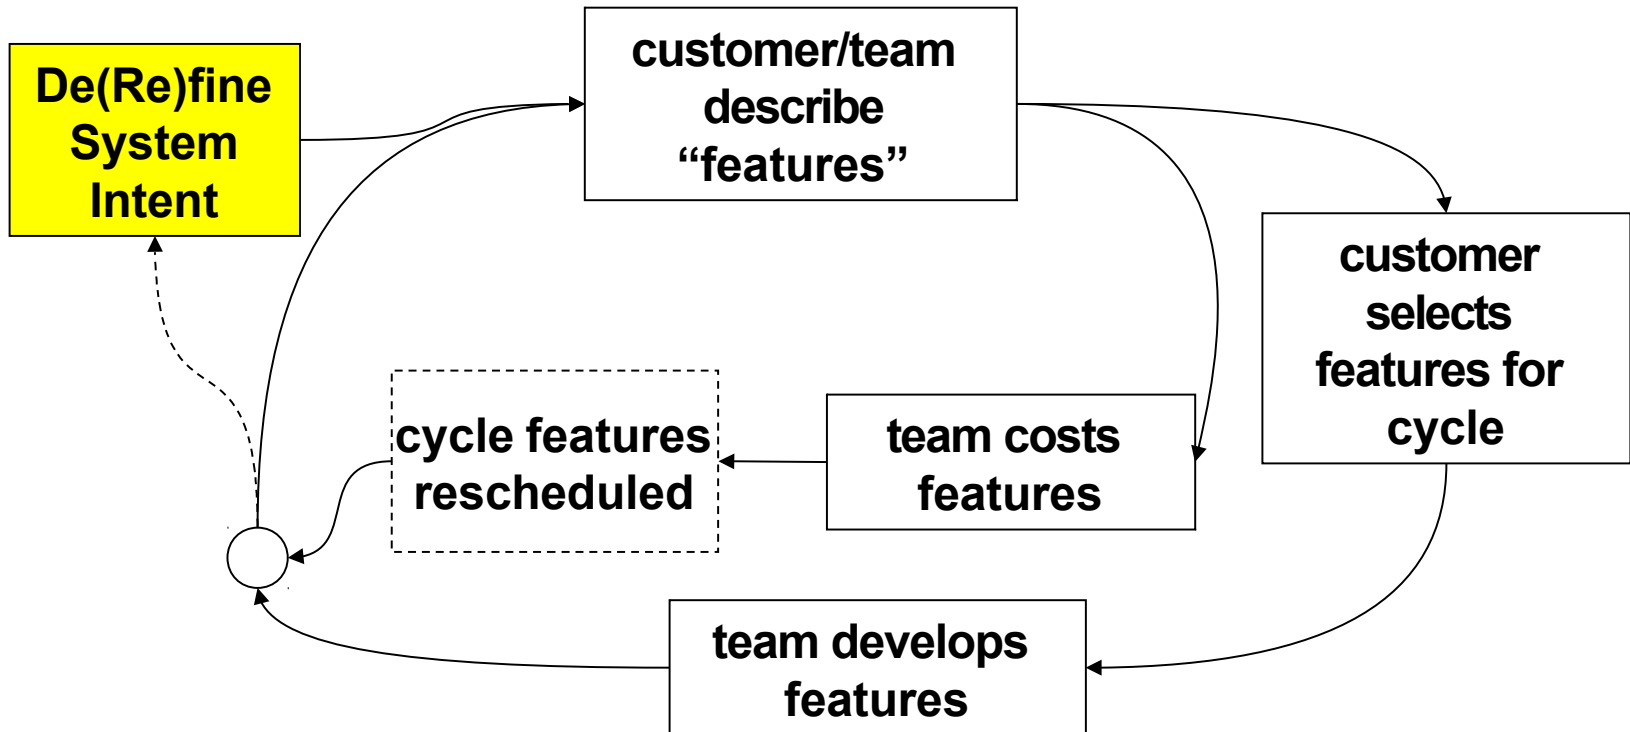 De(Re)fine
System
Intent
customer/team
describe
“features”
customer
selects
features for
cycle
cycle features
rescheduled
team costs
features
team develops
features